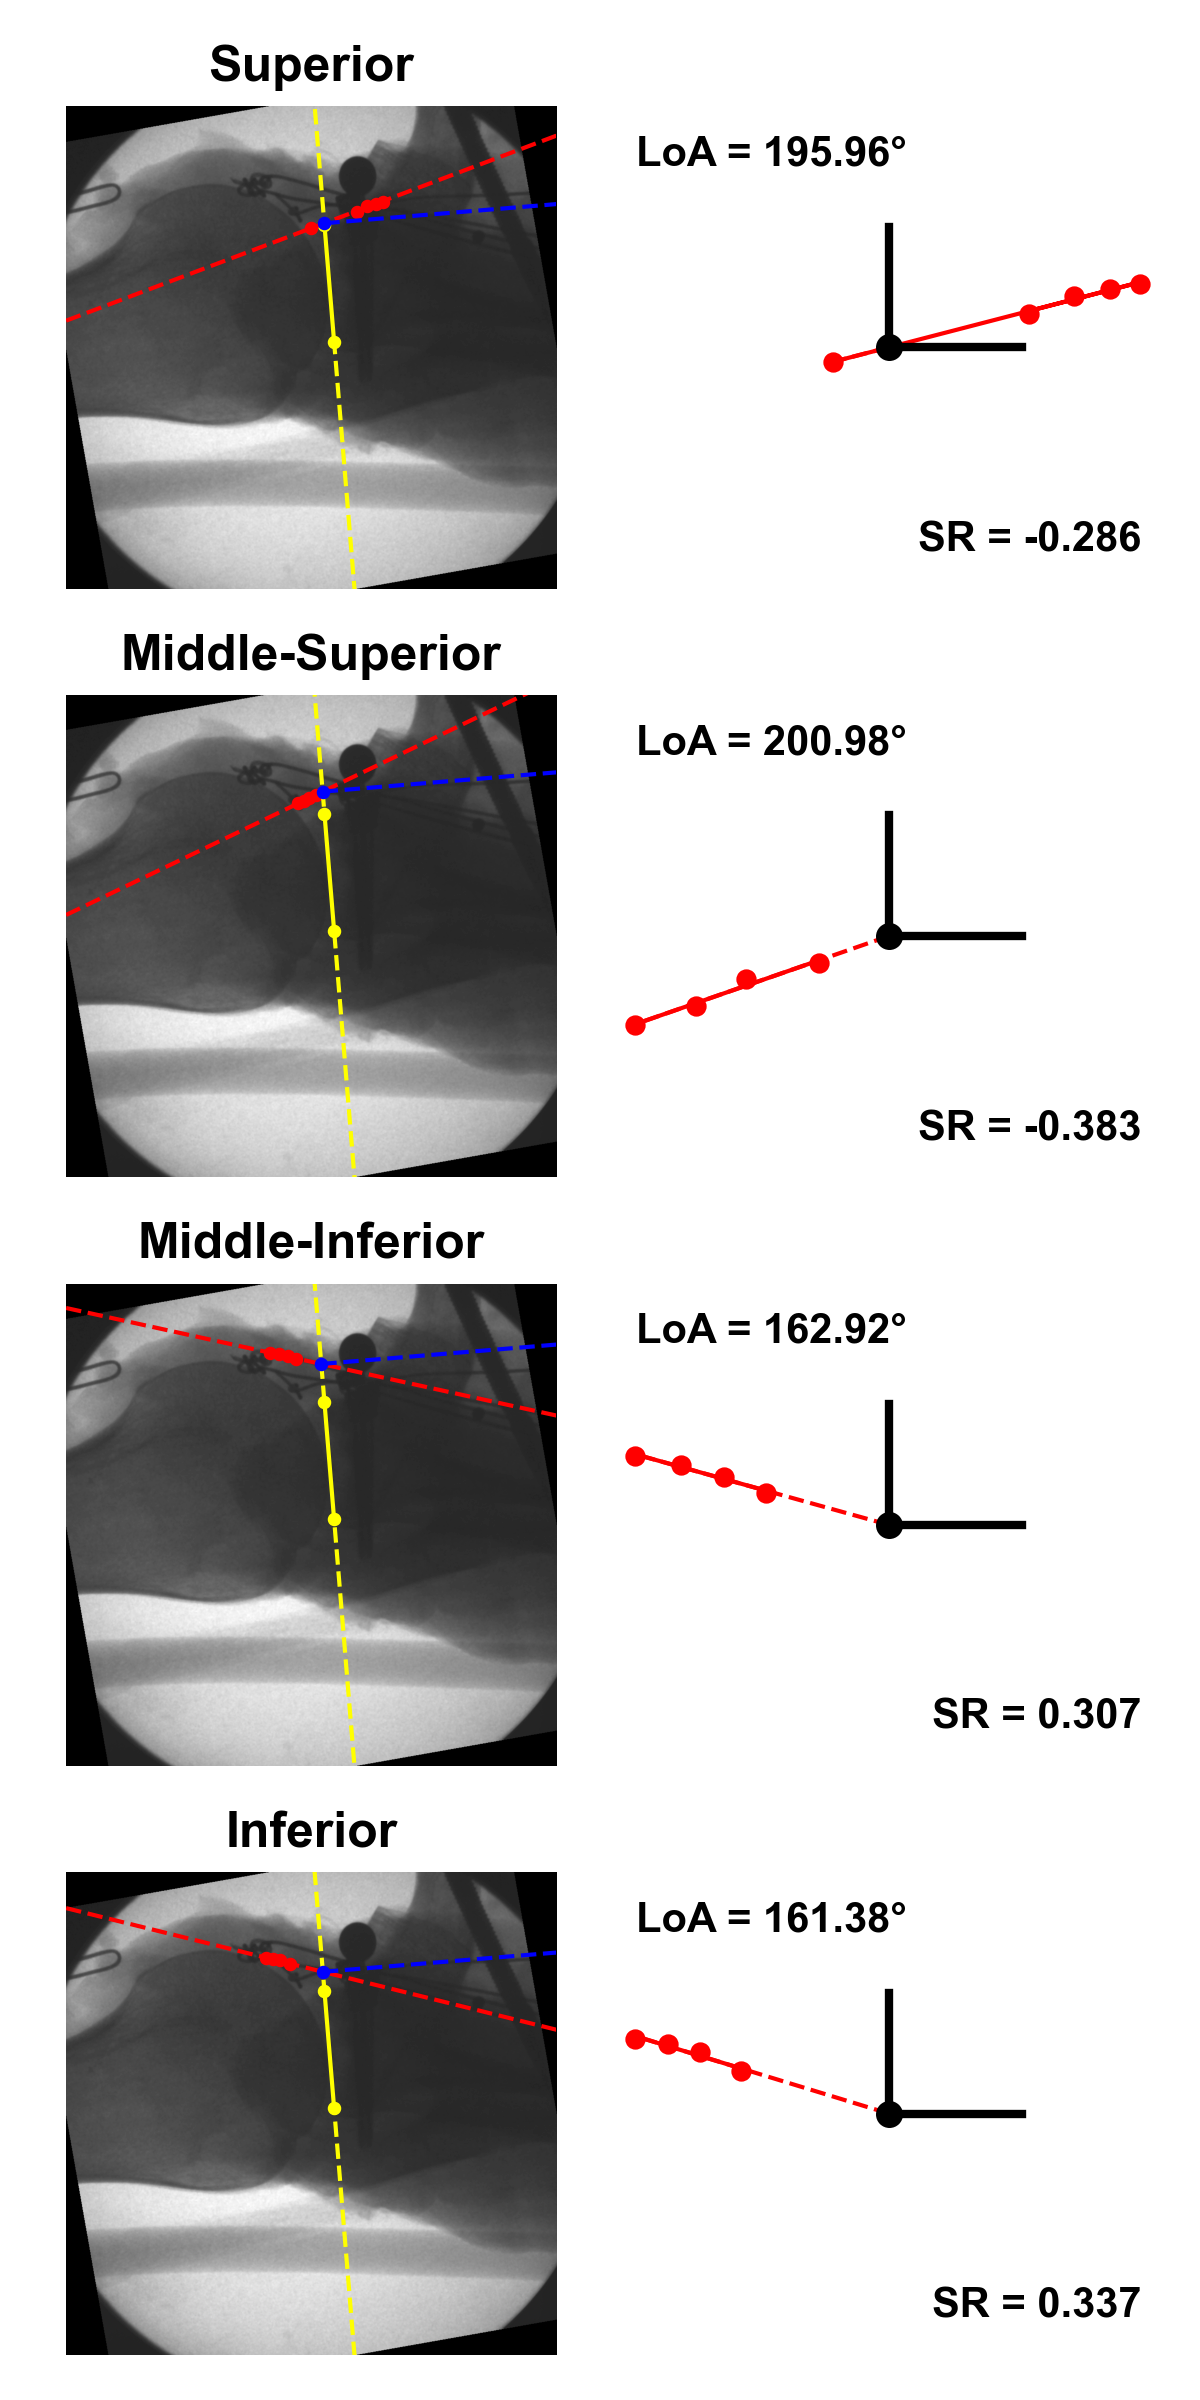 Superior
LoA = 195.96°
SR = -0.286
Middle-Superior
LoA = 200.98°
SR = -0.383
Middle-Inferior
LoA = 162.92°
SR = 0.307
Inferior
LoA = 161.38°
SR = 0.337